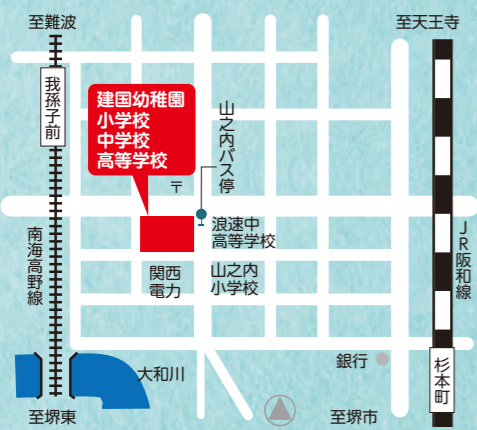 至難波
至天王寺
我孫子前
建国幼稚園
小学校
中学校
高等学校
山之内バス停
〒
浪速中
高等学校
南海高野線
JR阪和線
関西
電力
山之内
小学校
大和川
銀行
杉本町
至堺東
至堺市